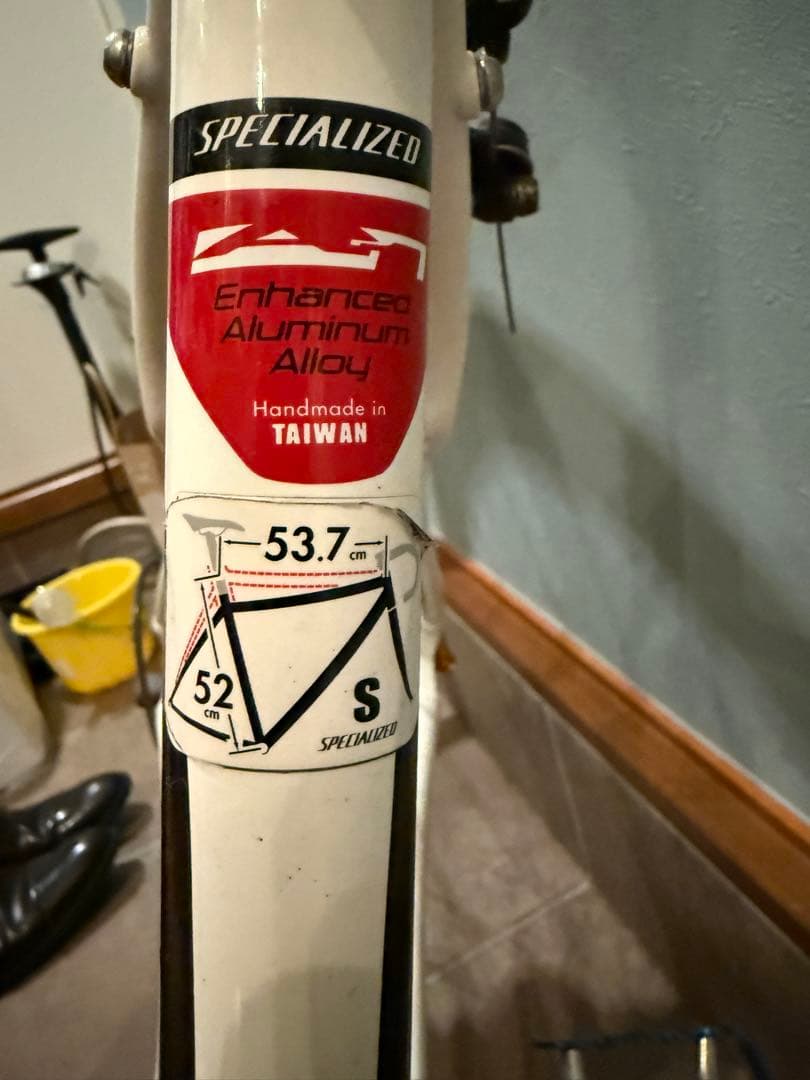 SPECIALIZED
Enhanced
Aluminum
Alloy
Handmade in
TAIWAN
53.7 cm
52
cm
S
SPECIALIZED